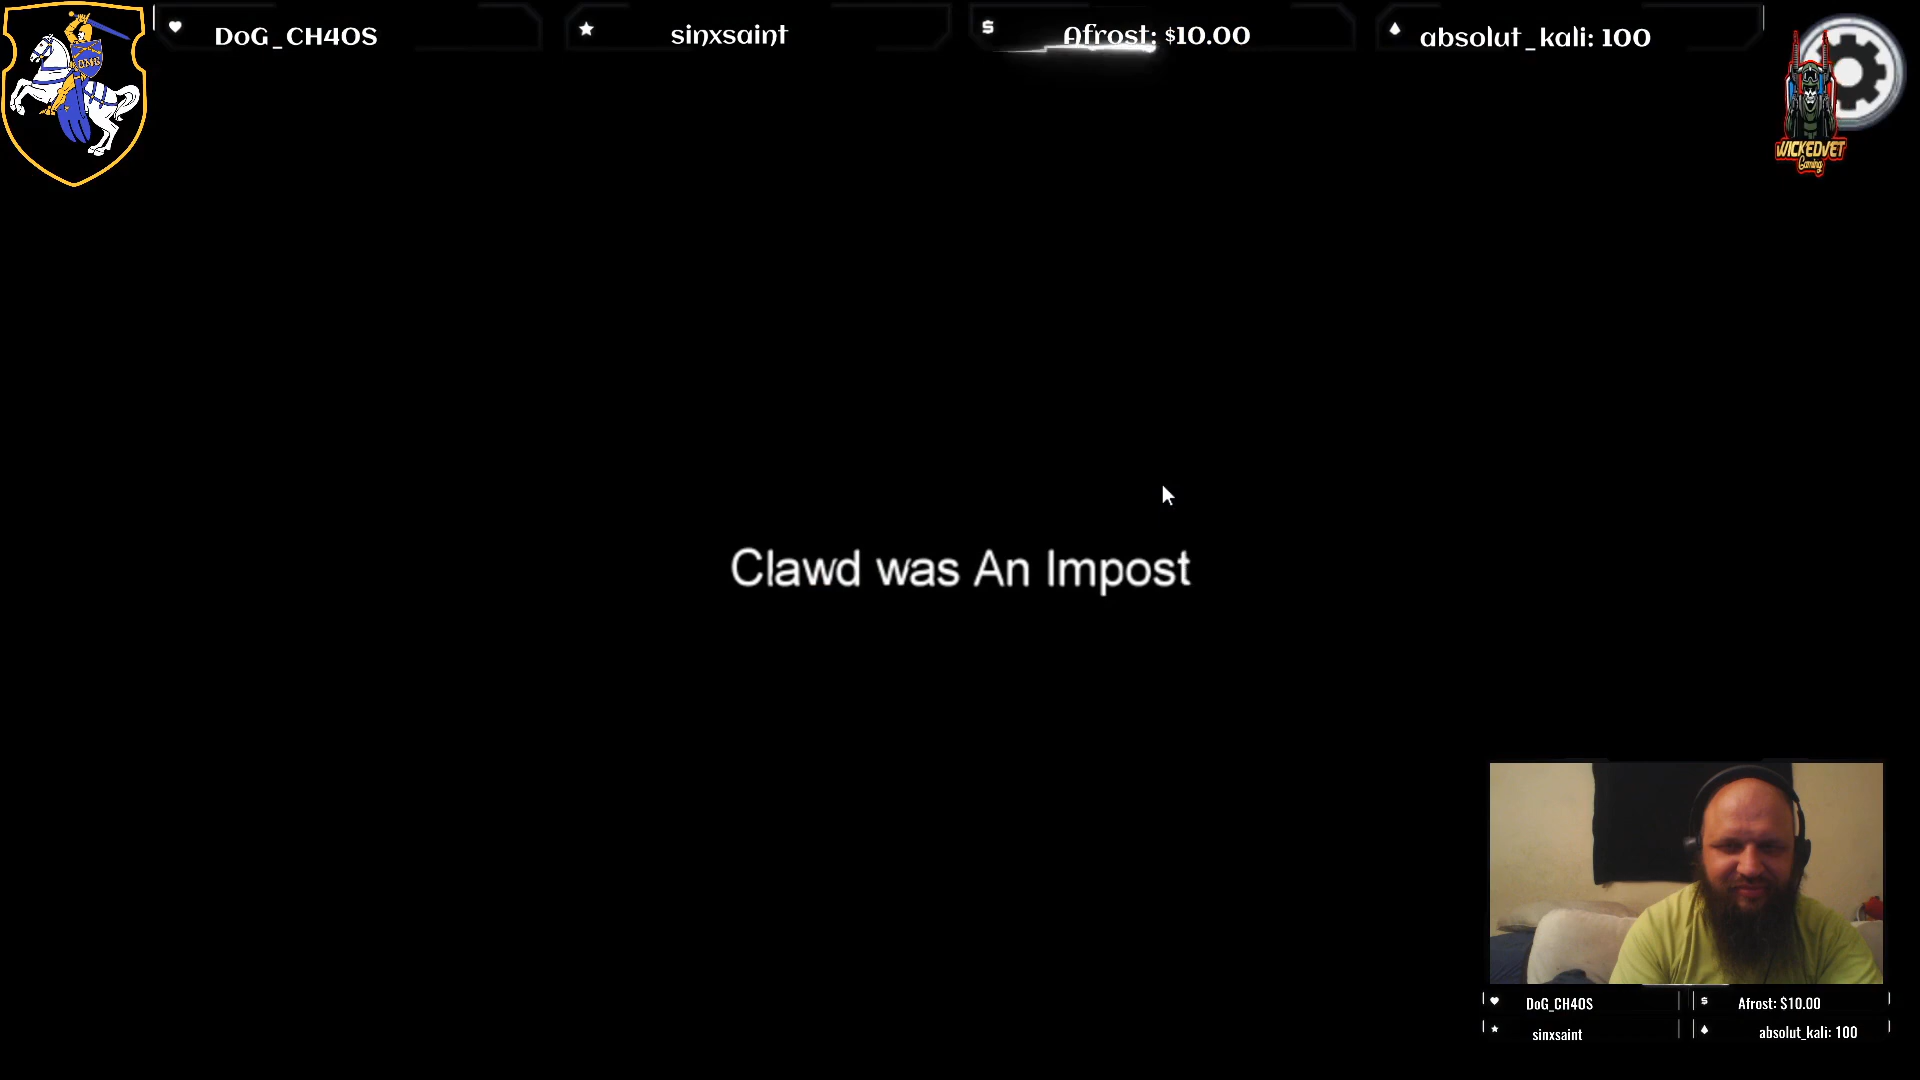 DoG_CH4OS
sinxsaint
$
Afrost: $10.00
absolut_kali: 100
WICKEDVET
Gaming
Clawd was An Impost
DoG_CH4OS
$
Afrost: $10.00
sinxsaint
absolut_kali: 100